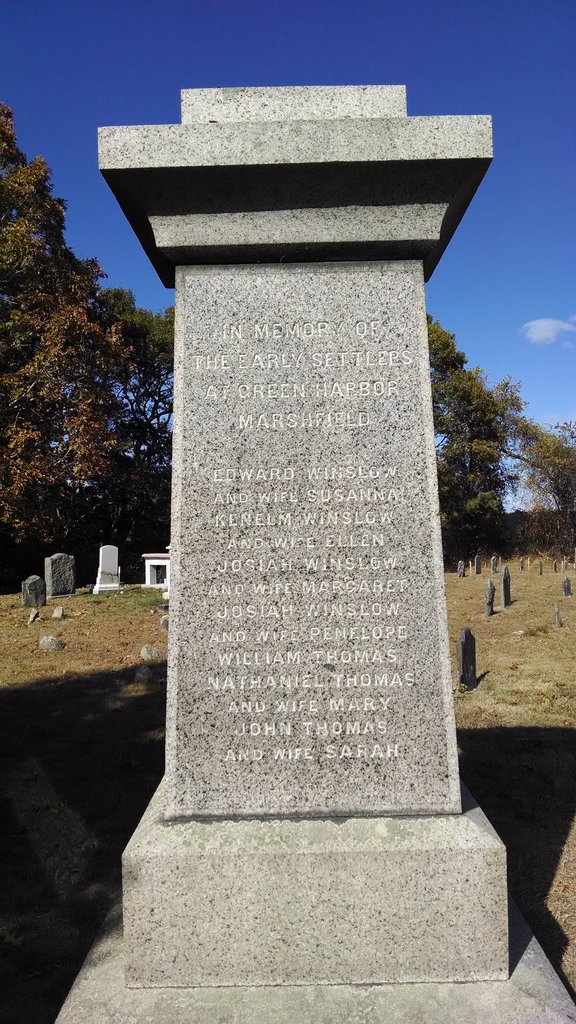 IN MEMORY OF
THE EARLY SETTLERS
AT GREEN HARBOR
MARSHFIELD
EDWARD WINSLOW
AND WIFE SUSANNAH
KENELM WINSLOW
AND WIFE ELLEN
JOSIAH WINSLOW
AND WIFE MARGARET
JOSIAH WINSLOW
AND WIFE PENELOPE
WILLIAM THOMAS
NATHANIEL THOMAS
AND WIFE MARY
JOHN THOMAS
AND WIFE SARAH